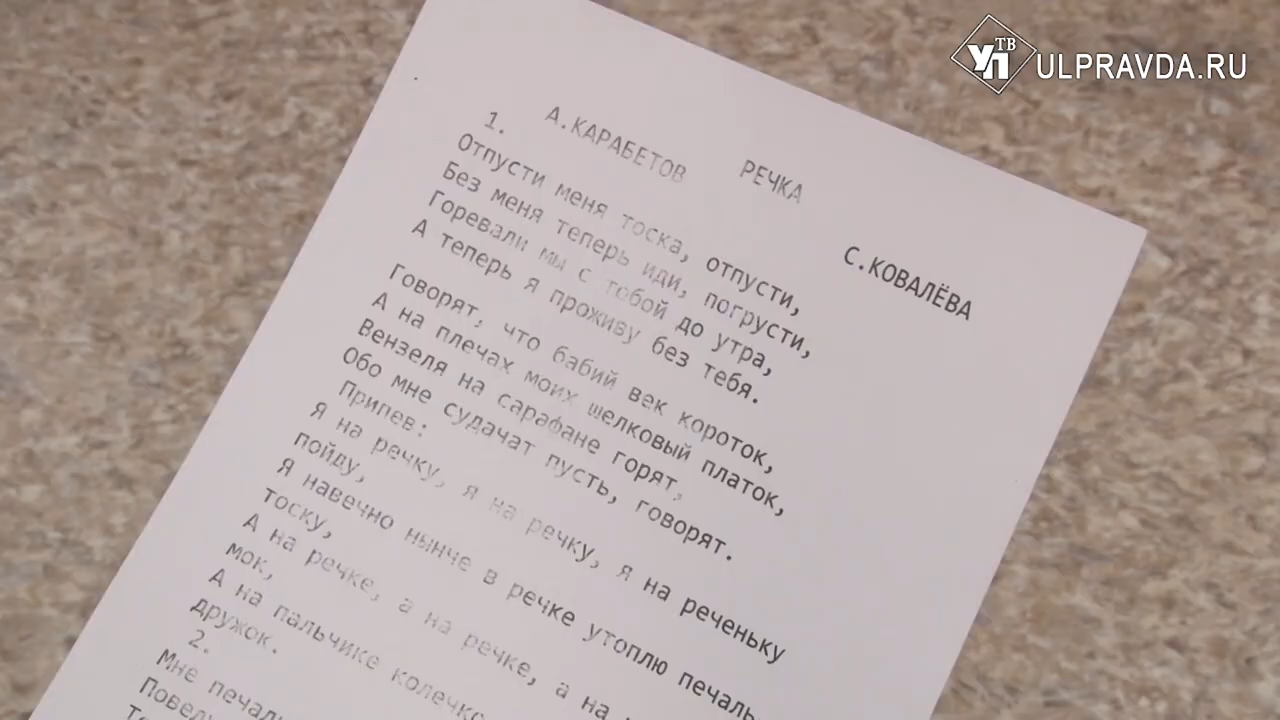 УП ТВ ULPRAVDA.RU
А.КАРАБЕТОВ РЕЧКА С.КОВАЛЁВА
1.
Отпусти меня тоска, отпусти,
Без меня теперь иди, погрусти,
Горевали мы с тобой до утра,
А теперь я проживу без тебя.
Говорят, что бабий век короток,
А на плечах моих шелковый платок,
Вензеля на сарафане горят,
Обо мне судачат пусть, говорят.
Припев:
Я на речку, я на речку, я на реченьку
пойду,
Я навечно нынче в речке утоплю печаль
тоску,
А на речке, а на речке, а на
мок,
А на пальчике колечко
дружок.
2.
Мне